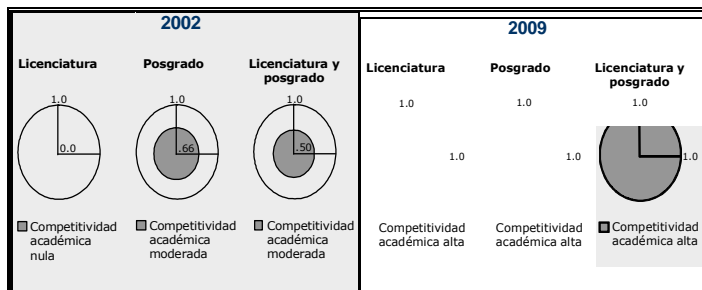 2002
Licenciatura
Posgrado
Licenciatura y
posgrado
1.0
1.0
1.0
0.0
.66
.50
Competividad
académica
nula
Competitividad
académica
moderada
Competitividad
académica
moderada
2009
Licenciatura
Posgrado
Licenciatura y
posgrado
1.0
1.0
1.0
1.0
1.0
1.0
Competitividad
académica alta
Competitividad
académica alta
Competitividad
académica alta